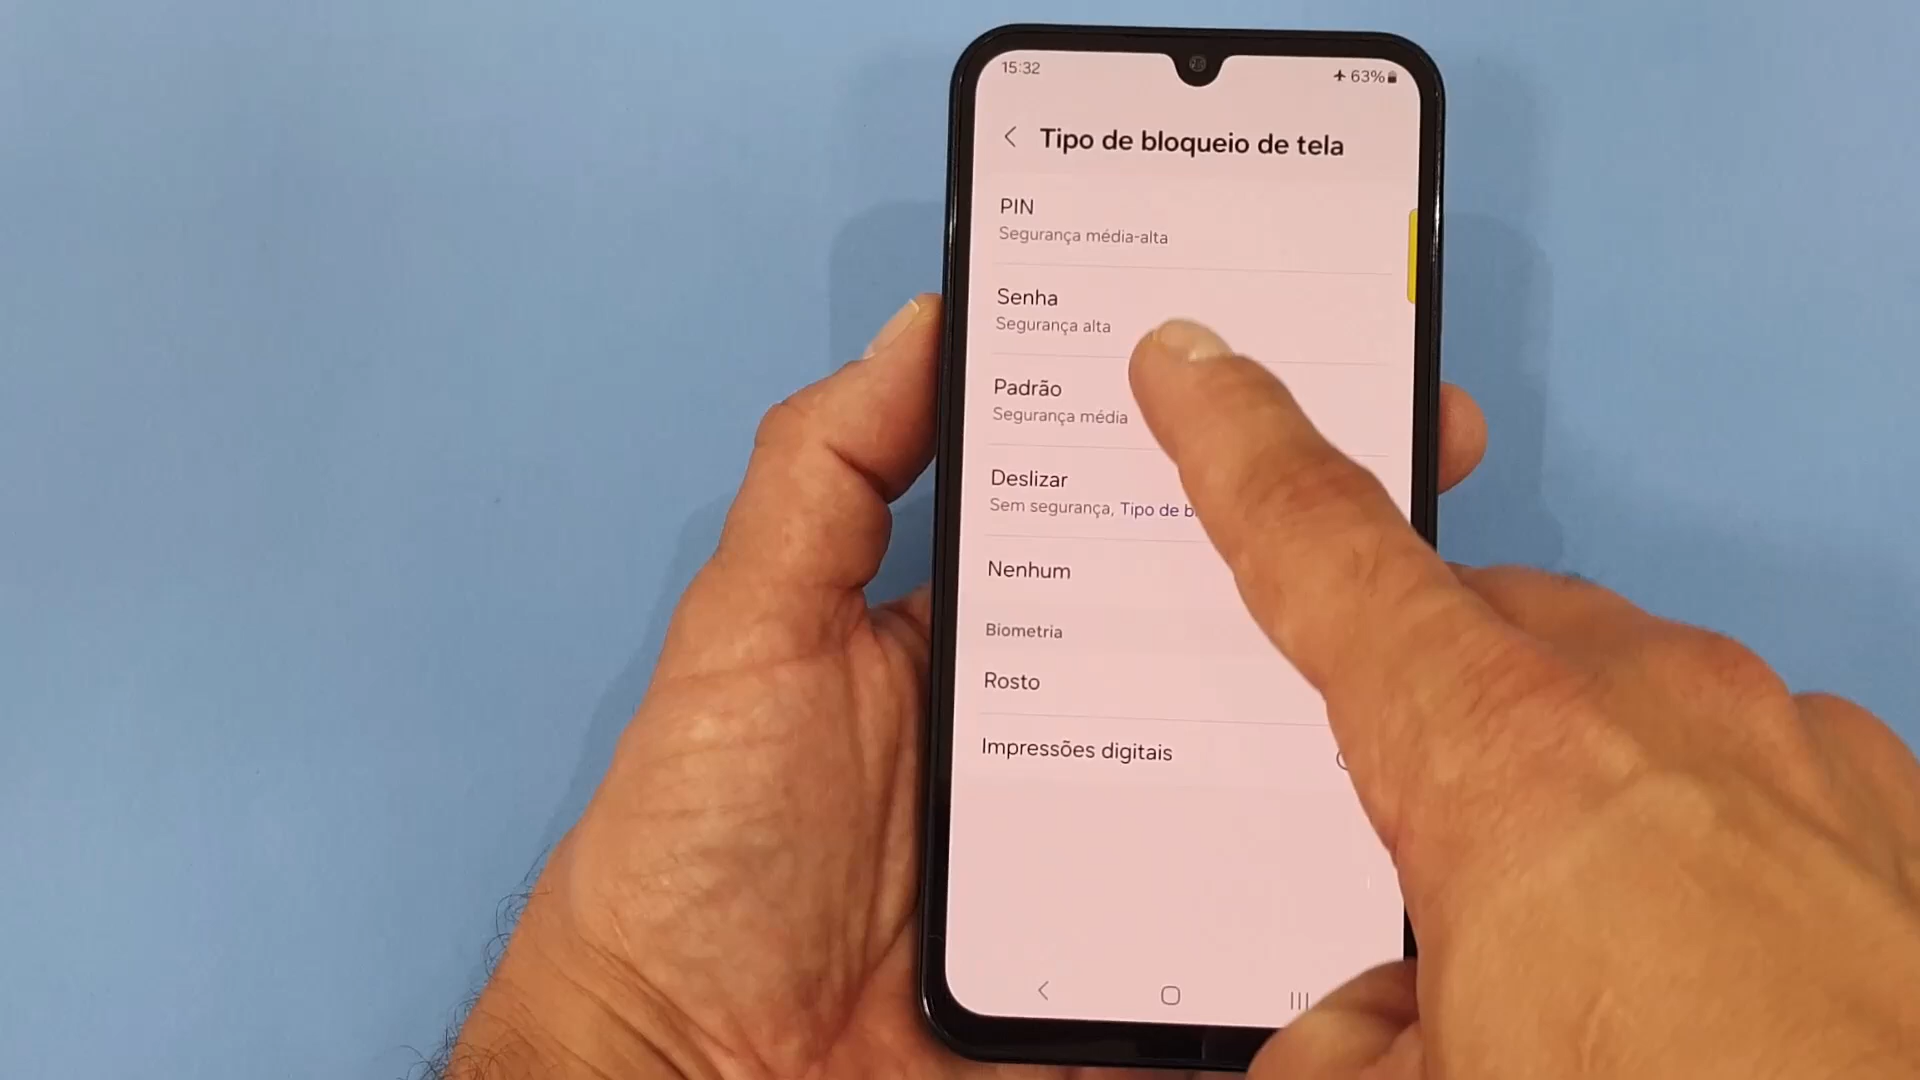 15:32
63%
Tipo de bloqueio de tela
PIN
Segurança média-alta
Senha
Segurança alta
Padrão
Segurança média
Deslizar
Sem segurança, Tipo de b
Nenhum
Biometria
Rosto
Impressões digitais